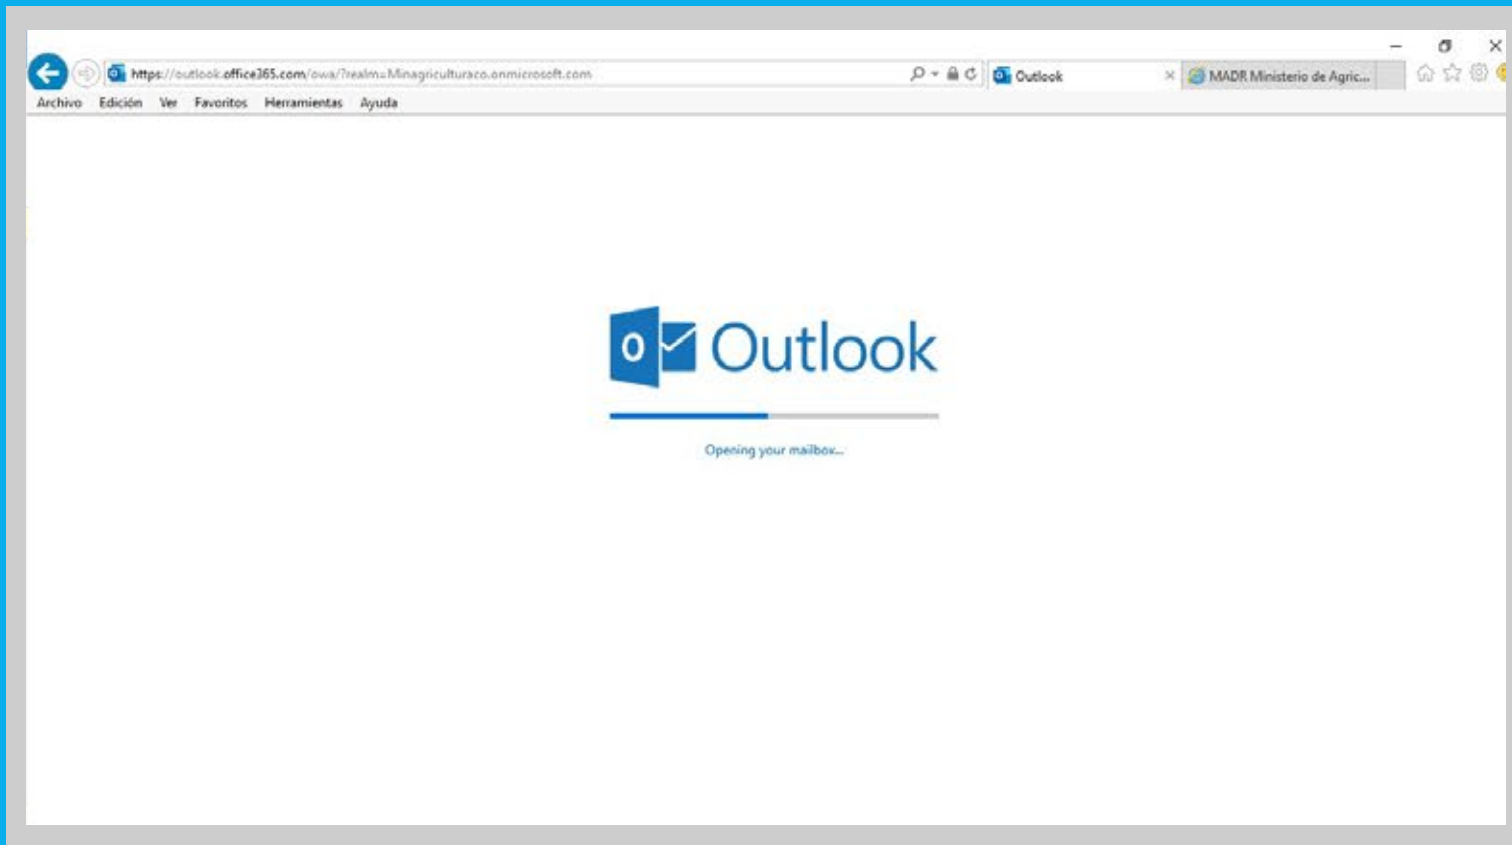 https://outlook.office365.com/owa/?realm=Minagriculturaco.onmicrosoft.com
Outlook
MADR Ministerio de Agric...
Archivo Edición Ver Favoritos Herramientas Ayuda
Outlook
Opening your mailbox...